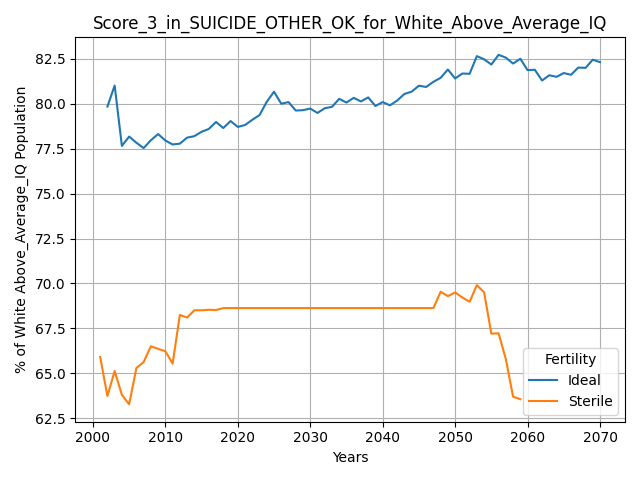 Score_3_in_SUICIDE_OTHER_OK_for_White_Above_Average_IQ
% of White Above_Average_IQ Population
82.5
80.0
77.5
75.0
72.5
70.0
67.5
65.0
62.5
Fertility
Ideal
Sterile
2000 2010 2020 2030 2040 2050 2060 2070
Years